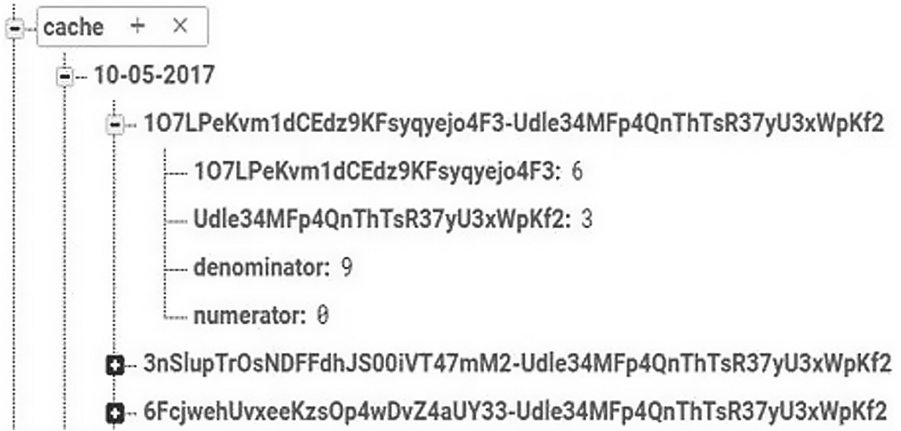 cache + ×
10-05-2017
1O7LPeKvm1dCEdz9KFsyqyejo4F3-Udle34MFp4QnThTsR37yU3xWpKf2
1O7LPeKvm1dCEdz9KFsyqyejo4F3: 6
Udle34MFp4QnThTsR37yU3xWpKf2: 3
denominator: 9
numerator: 0
3nSlupTrOsNDFFdhJS00iVT47mM2-Udle34MFp4QnThTsR37yU3xWpKf2
6FcjwehUvxeeKzsOp4wDvZ4aUY33-Udle34MFp4QnThTsR37yU3xWpKf2